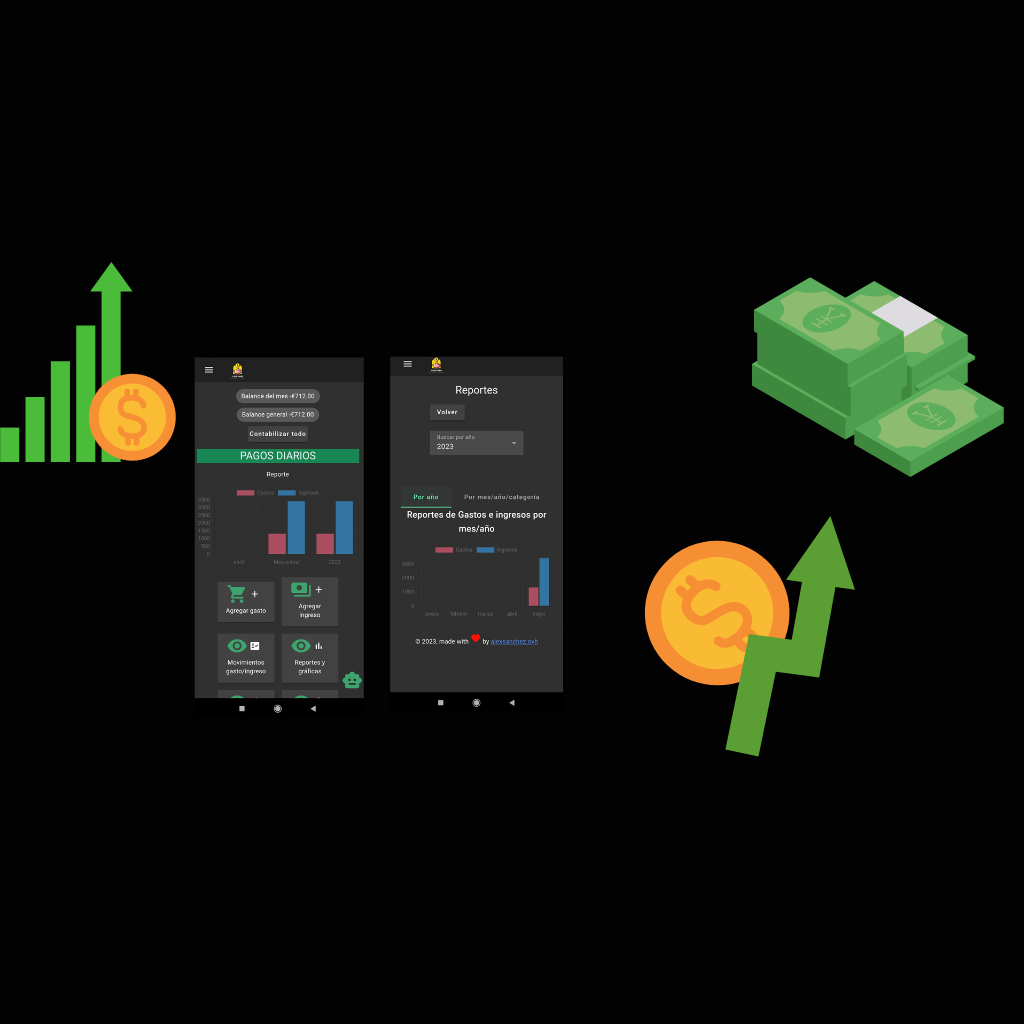 Balance del mes -€712.00
Balance general -€712.00
Contabilizar todo
PAGOS DIARIOS
Reporte
Gastos
Ingresos
3500
3000
2500
2000
1500
1000
500
0
abril
Mes actual
2023
+
Agregar gasto
+
Agregar
ingreso
Movimientos
gasto/ingreso
Reportes y
gráficas
Reportes
Volver
Buscar por año
2023
Por año
Por mes/año/categoria
Reportes de Gastos e ingresos por
mes/año
Gastos
Ingresos
3000
2000
1000
0
enero
febrero
marzo
abril
mayo
© 2023, made with ❤ by alexsanchez.ovh
$
$